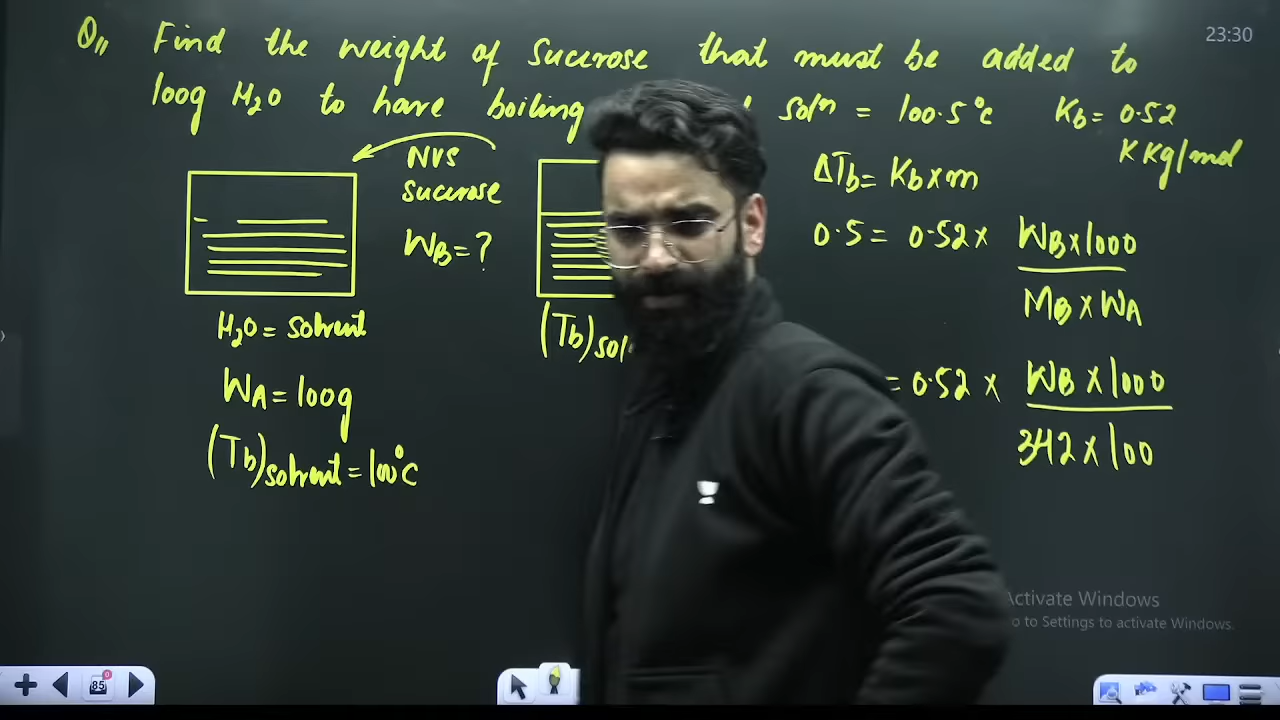 23:30
Q,, Find the weight of Sucrose that must be added to
100g H2O to have boiling soln = 100.5°C Kb = 0.52
K Kg/mol
NVS
sucrose
WB = ?
H2O = solvent
WA = 100g
(Tb)solvent = 100°C
(Tb)sol
ΔTb = Kb x m
0.5 = 0.52 x WB x 1000
MB x WA
= 0.52 x WB x 1000
342 x 100
Activate Windows
o to Settings to activate Windows.
85